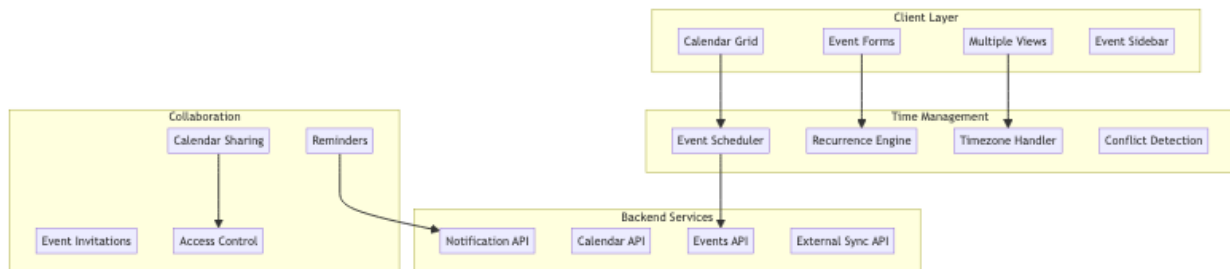 Client Layer
Calendar Grid
Event Forms
Multiple Views
Event Sidebar
Collaboration
Calendar Sharing
Reminders
Event Invitations
Access Control
Time Management
Event Scheduler
Recurrence Engine
Timezone Handler
Conflict Detection
Backend Services
Notification API
Calendar API
Events API
External Sync API